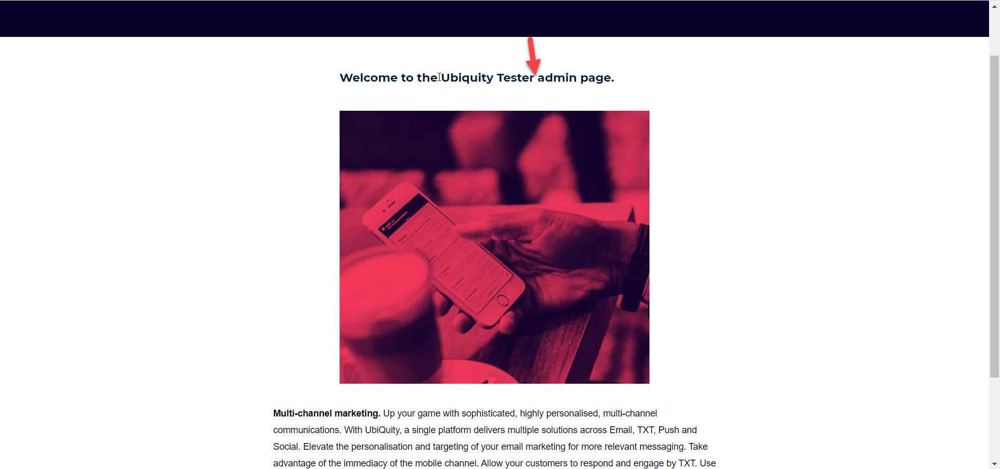 Welcome to the Ubiquity Tester admin page.
Multi-channel marketing. Up your game with sophisticated, highly personalised, multi-channel
communications. With UbiQuity, a single platform delivers multiple solutions across Email, TXT, Push and
Social. Elevate the personalisation and targeting of your email marketing for more relevant messaging. Take
advantage of the immediacy of the mobile channel. Allow your customers to respond and engage by TXT. Use